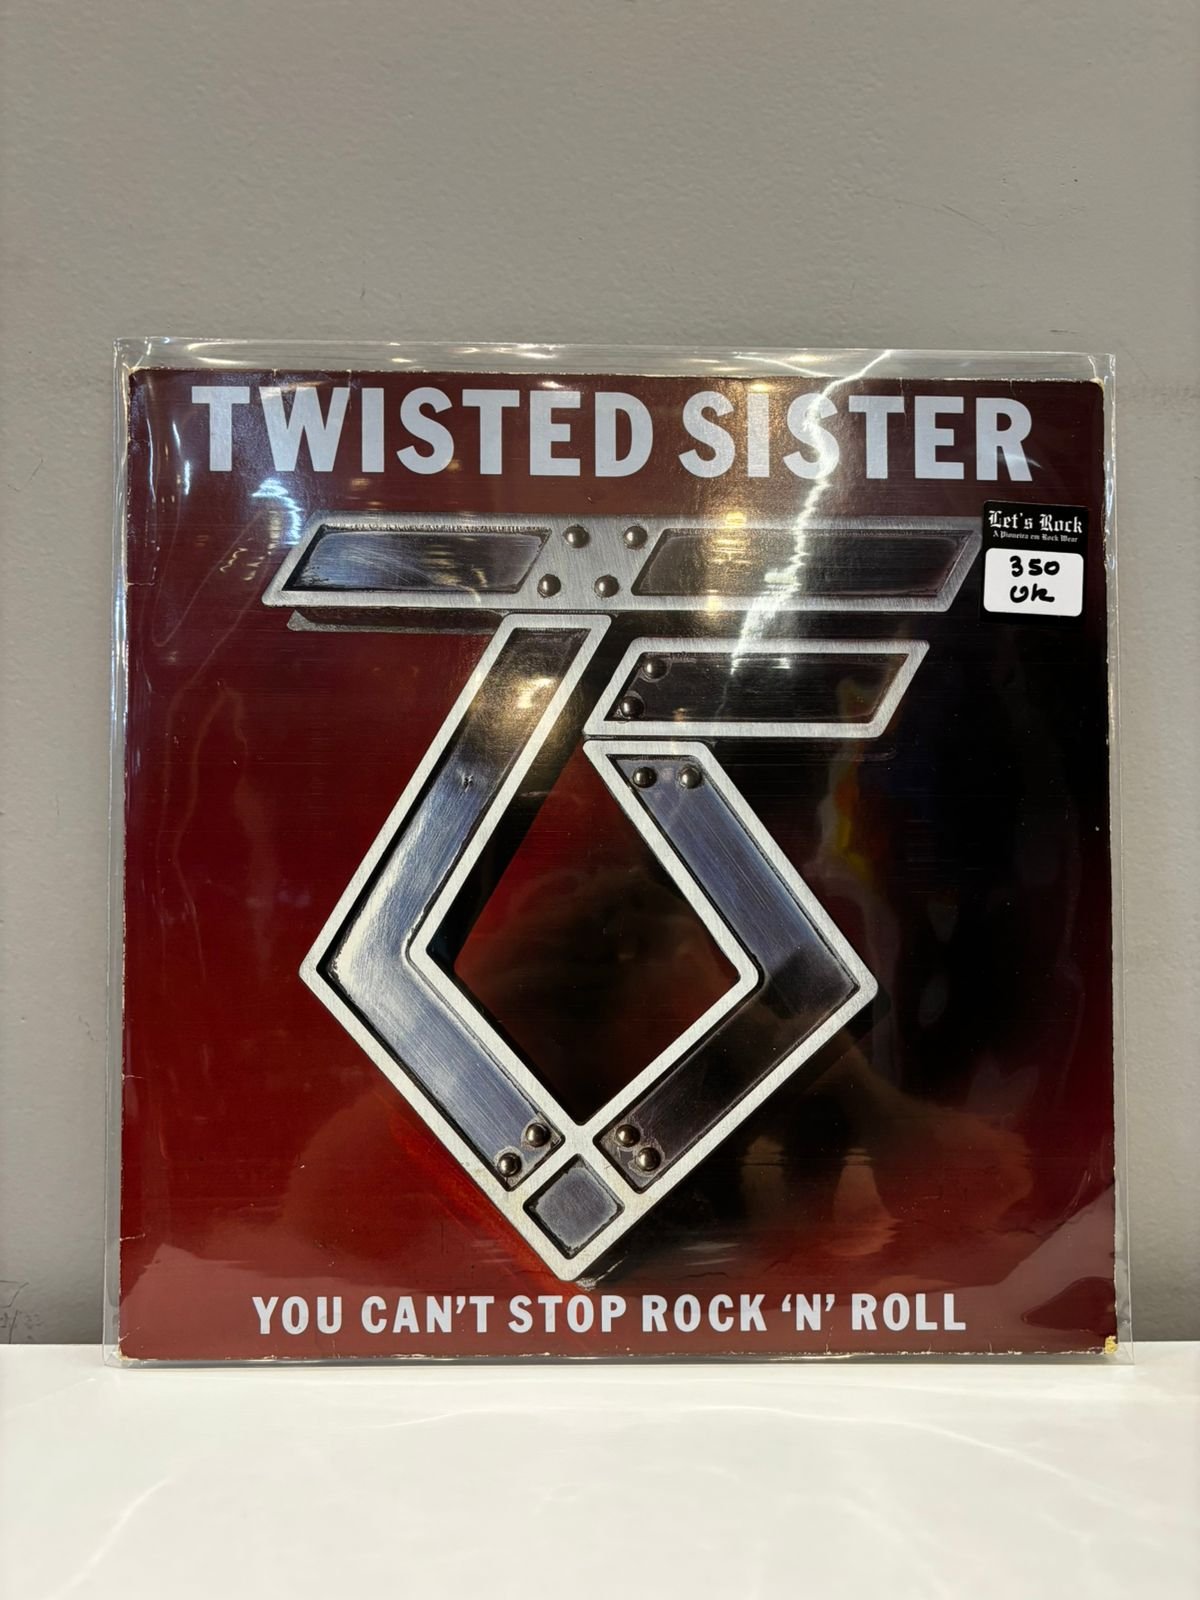 TWISTED SISTER
Let's Rock
A Pioneira em Rock Wear
350
UK
YOU CAN'T STOP ROCK 'N' ROLL